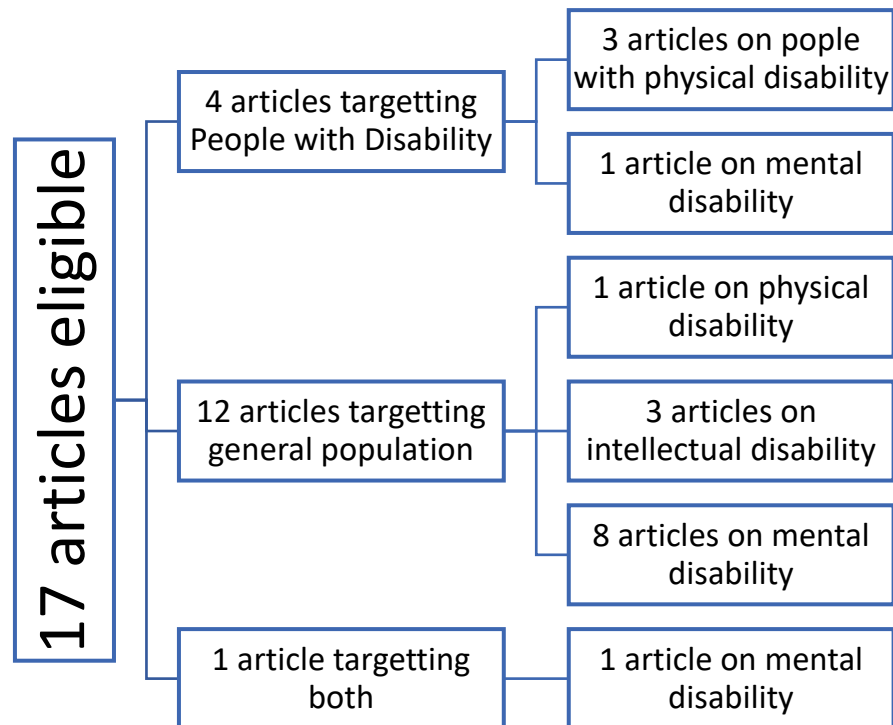 17 articles eligible
4 articles targetting
People with Disability
3 articles on pople
with physical disability
1 article on mental
disability
12 articles targetting
general population
1 article on physical
disability
3 articles on
intellectual disability
8 articles on mental
disability
1 article targetting
both
1 article on mental
disability